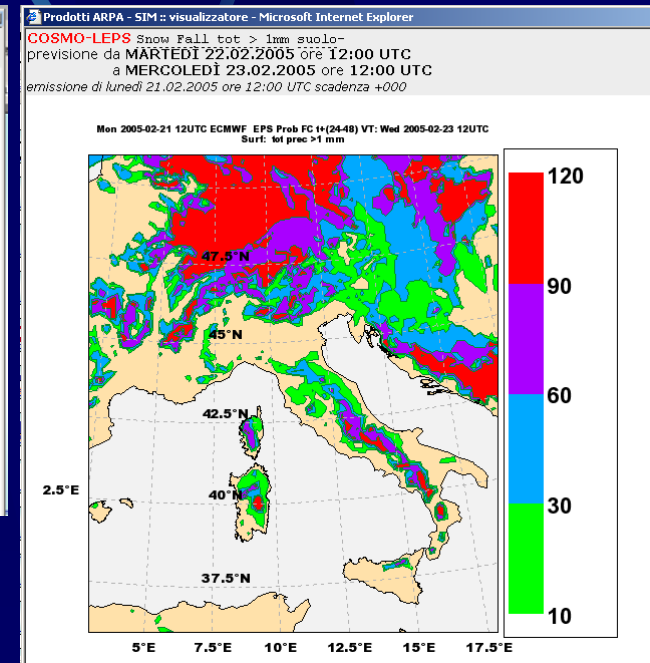 Prodotti ARPA - SIM :: visualizzatore - Microsoft Internet Explorer
COSMO-LEPS Snow Fall tot > 1mm suolo-
previsione da MARTEDÌ 22.02.2005 ore 12:00 UTC
a MERCOLEDÌ 23.02.2005 ore 12:00 UTC
emissione di lunedì 21.02.2005 ore 12:00 UTC scadenza +000
Mon 2005-02-21 12UTC ECMWF EPS Prob FC t+(24-48) VT: Wed 2005-02-23 12UTC
Surf: tot prec >1 mm
120
47.5°N
90
45°N
60
42.5°N
2.5°E
40°N
30
37.5°N
10
5°E 7.5°E 10°E 12.5°E 15°E 17.5°E